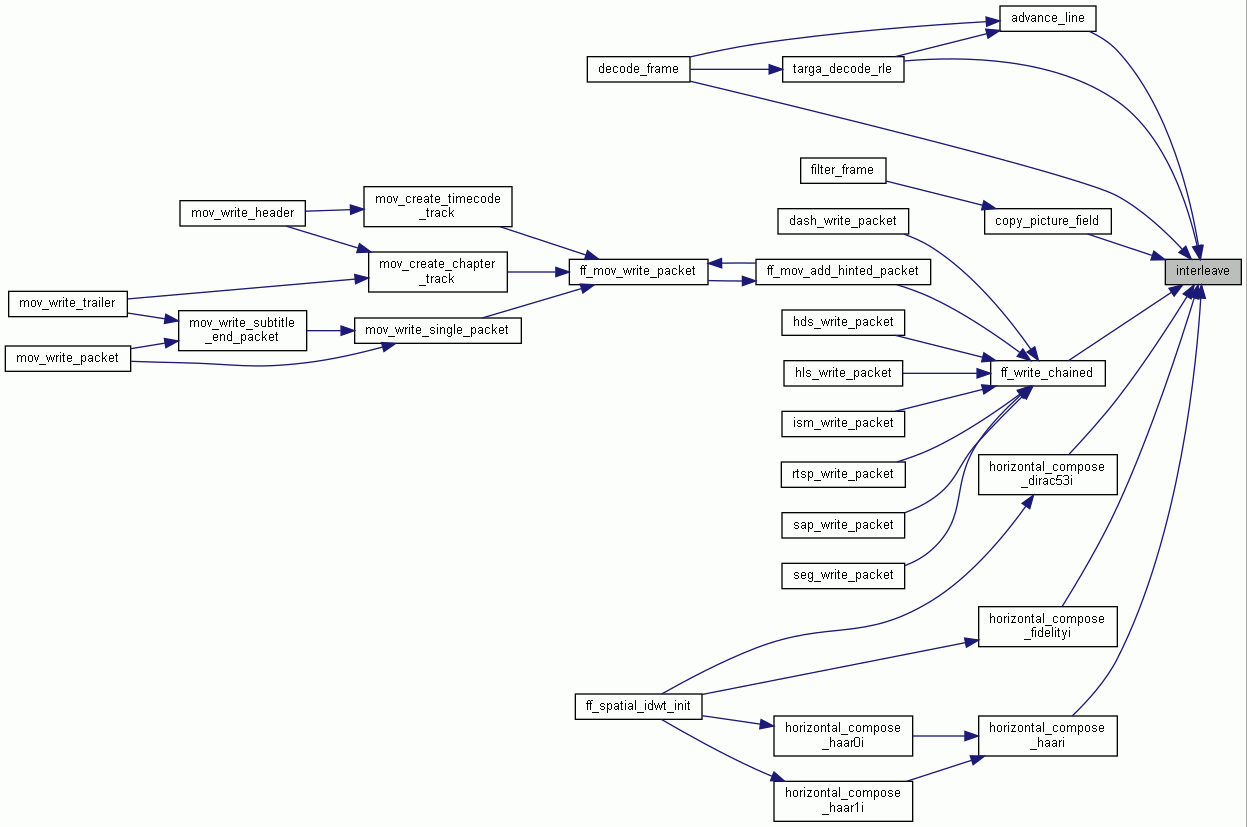 advance_line
decode_frame
targa_decode_rle
filter_frame
mov_create_timecode
_track
mov_write_header
dash_write_packet
copy_picture_field
mov_create_chapter
_track
ff_mov_write_packet
ff_mov_add_hinted_packet
interleave
mov_write_trailer
mov_write_subtitle
_end_packet
mov_write_single_packet
hds_write_packet
mov_write_packet
hls_write_packet
ff_write_chained
ism_write_packet
rtsp_write_packet
horizontal_compose
_dirac53i
sap_write_packet
seg_write_packet
horizontal_compose
_fidelityi
ff_spatial_idwt_init
horizontal_compose
_haar0i
horizontal_compose
_haari
horizontal_compose
_haar1i